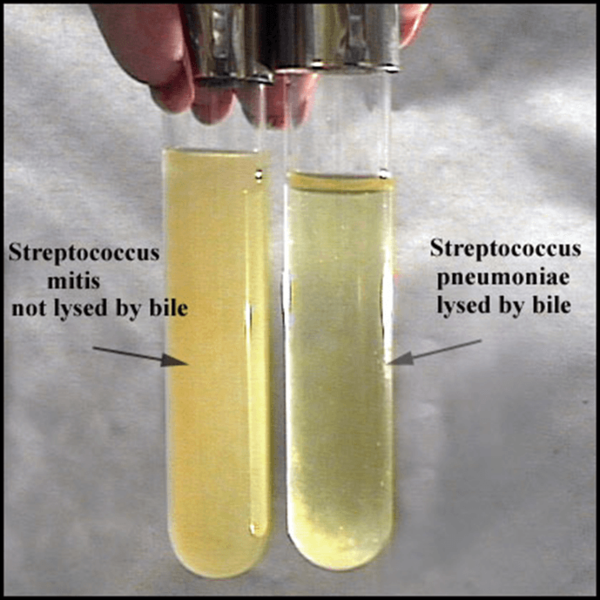 Streptococcus
mitis
not lysed by bile
Streptococcus
pneumoniae
lysed by bile